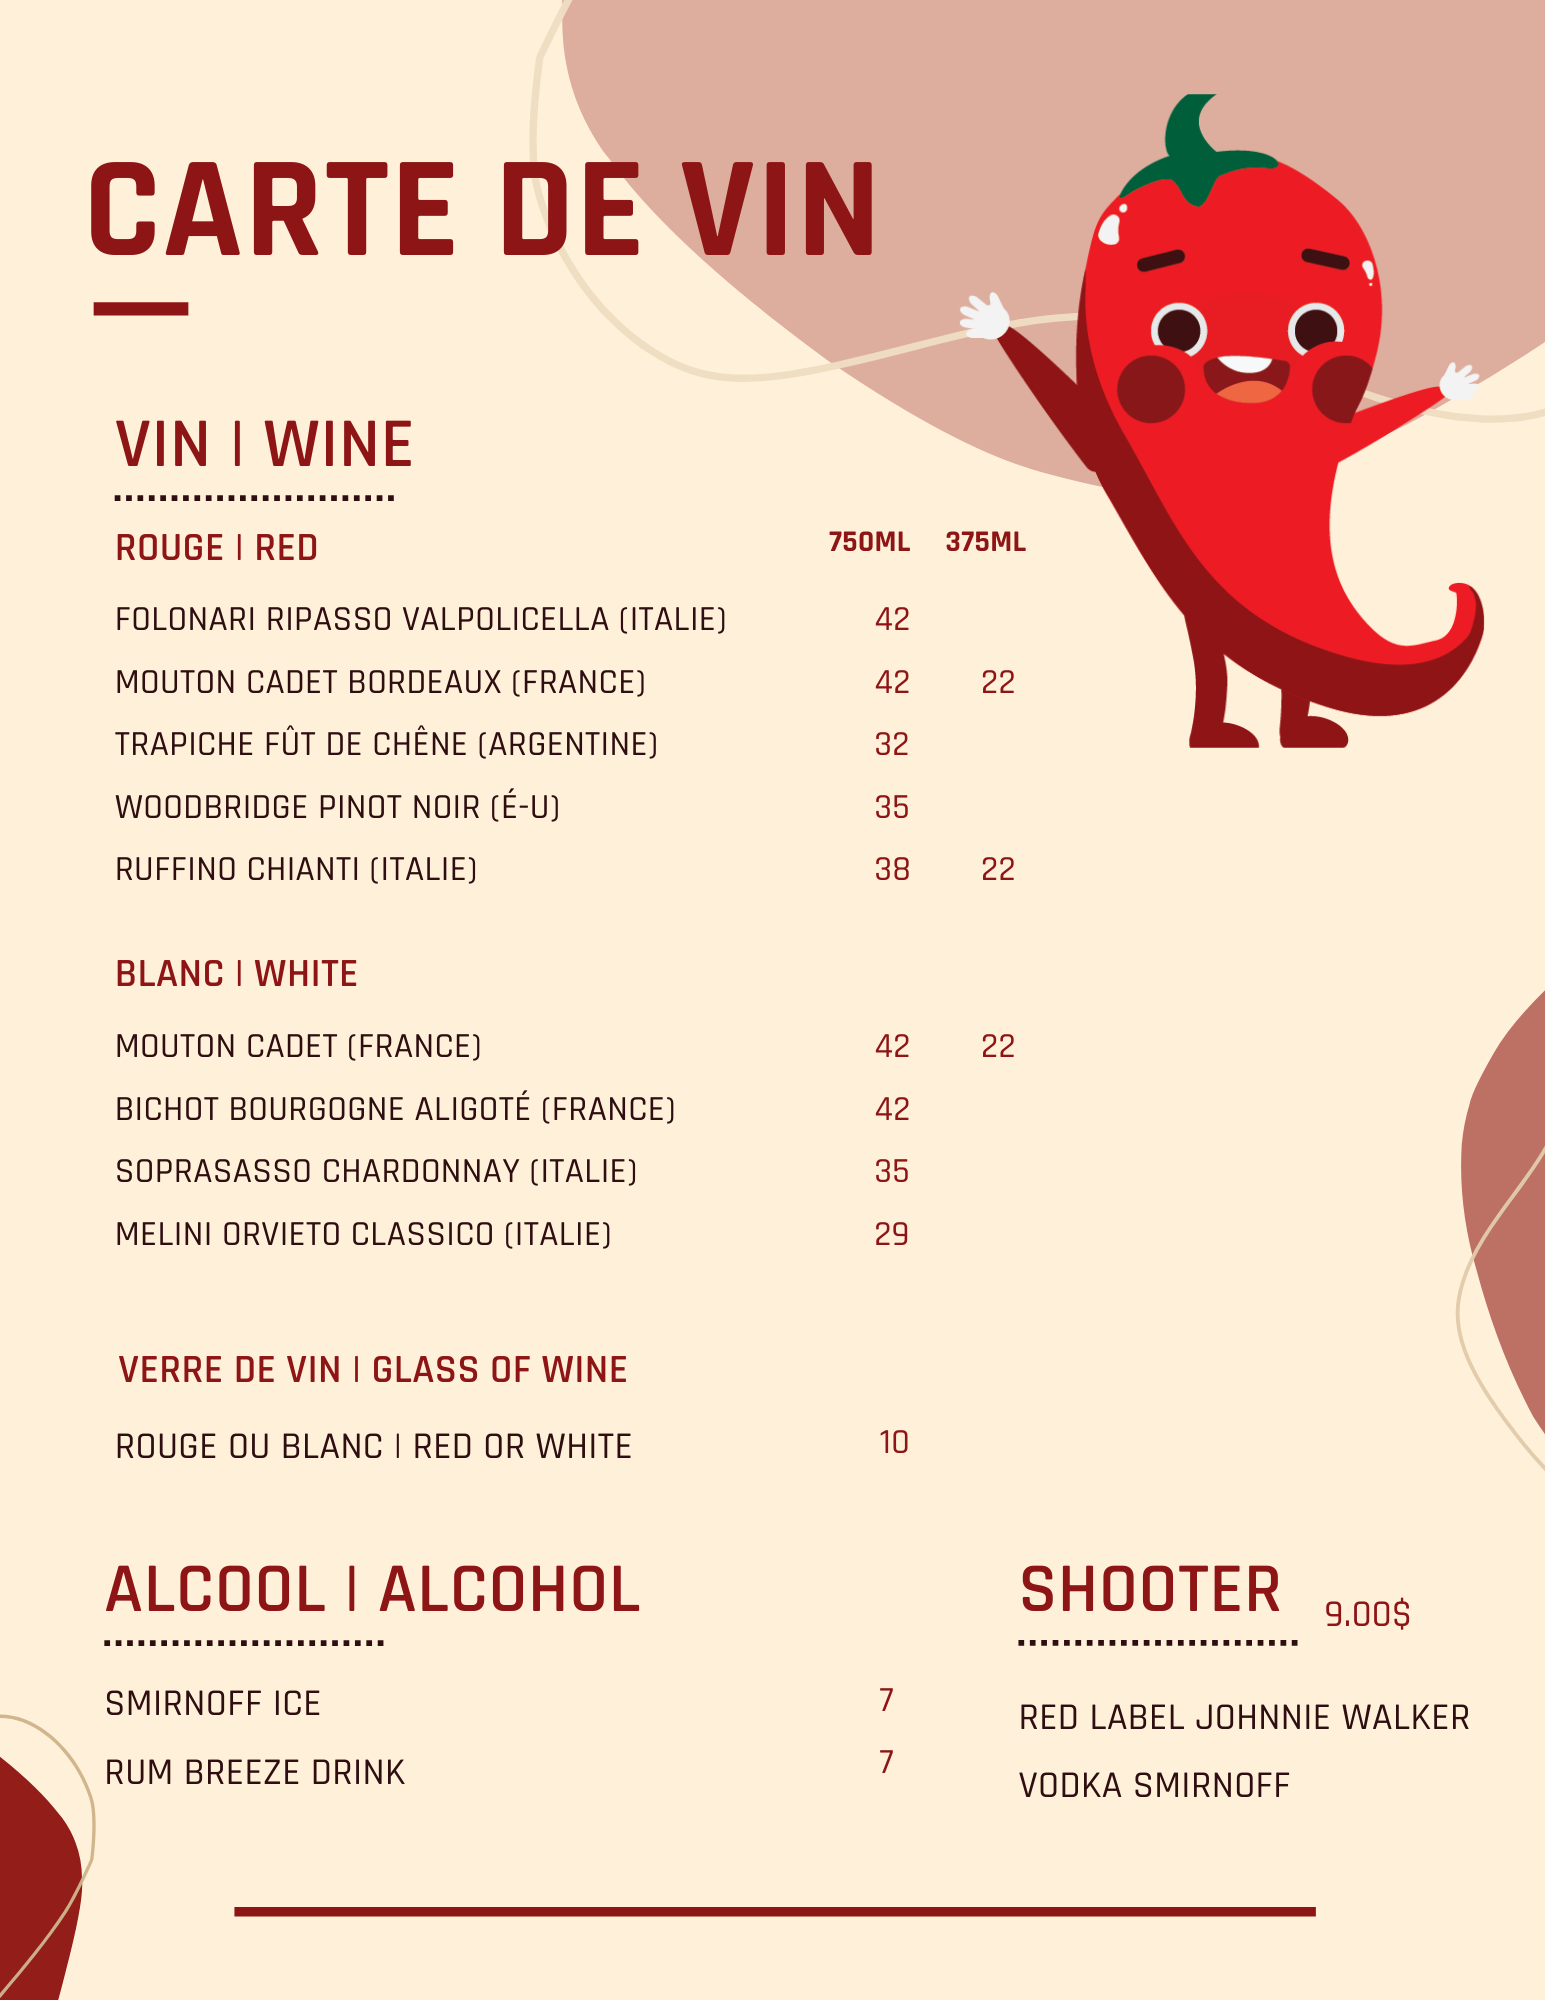 CARTE DE VIN
VIN | WINE
ROUGE | RED 750ML 375ML
FOLONARI RIPASSO VALPOLICELLA (ITALIE) 42
MOUTON CADET BORDEAUX (FRANCE) 42 22
TRAPICHE FÛT DE CHÊNE (ARGENTINE) 32
WOODBRIDGE PINOT NOIR (É-U) 35
RUFFINO CHIANTI (ITALIE) 38 22
BLANC | WHITE
MOUTON CADET (FRANCE) 42 22
BICHOT BOURGOGNE ALIGOTÉ (FRANCE) 42
SOPRASASSO CHARDONNAY (ITALIE) 35
MELINI ORVIETO CLASSICO (ITALIE) 29
VERRE DE VIN | GLASS OF WINE
ROUGE OU BLANC | RED OR WHITE 10
ALCOOL | ALCOHOL
SMIRNOFF ICE 7
RUM BREEZE DRINK 7
SHOOTER 9.00$
RED LABEL JOHNNIE WALKER
VODKA SMIRNOFF